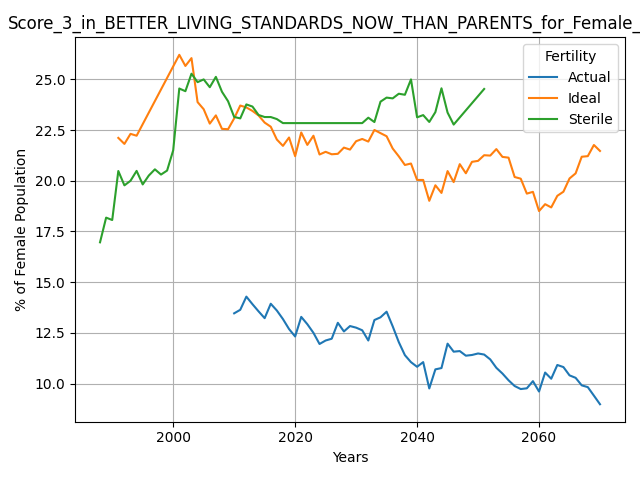 Score_3_in_BETTER_LIVING_STANDARDS_NOW_THAN_PARENTS_for_Female_
Fertility
Actual
Ideal
Sterile
% of Female Population
25.0
22.5
20.0
17.5
15.0
12.5
10.0
2000
2020
2040
2060
Years